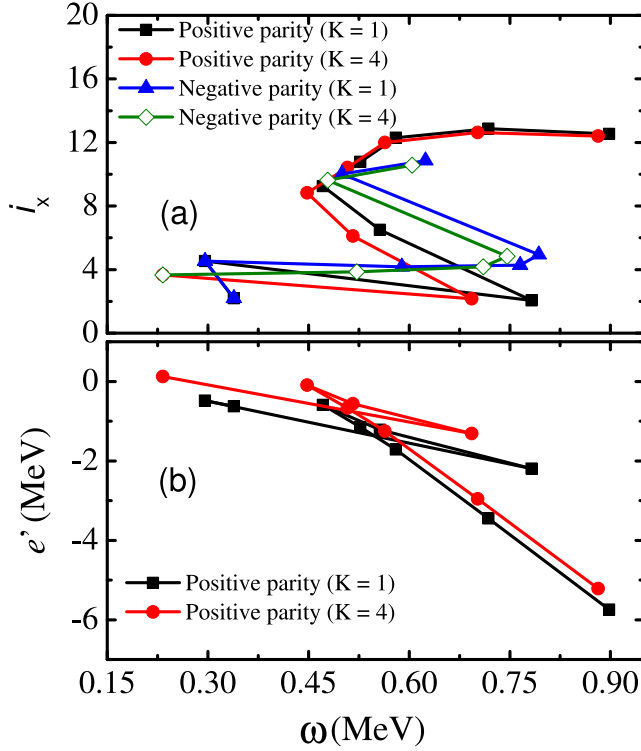 20
16
12
8
4
0
i_x
Positive parity (K = 1)
Positive parity (K = 4)
Negative parity (K = 1)
Negative parity (K = 4)
(a)
0
-2
-4
-6
e' (MeV)
(b)
Positive parity (K = 1)
Positive parity (K = 4)
0.15 0.30 0.45 0.60 0.75 0.90
ω (MeV)